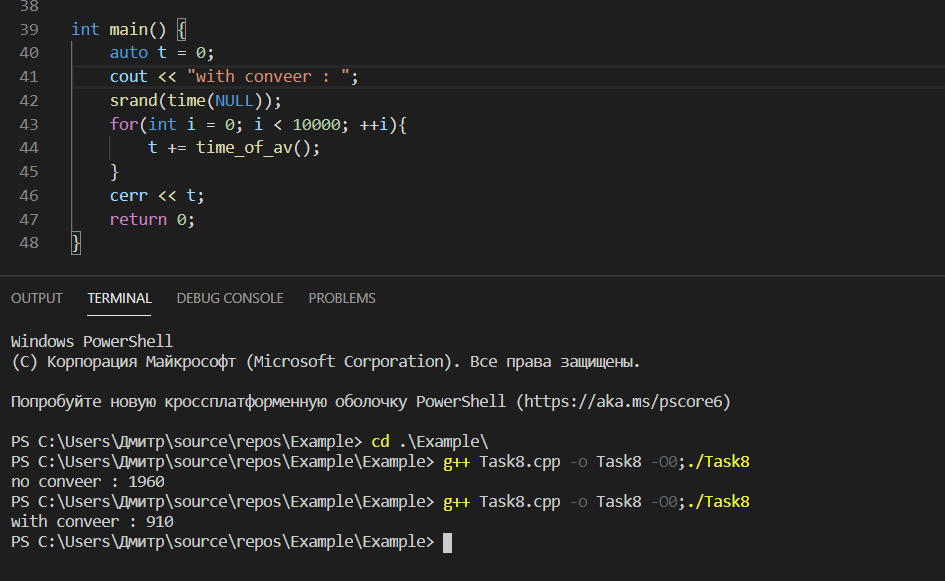 38
39 int main() {
40 auto t = 0;
41 cout << "with conveer : ";
42 srand(time(NULL));
43 for(int i = 0; i < 10000; ++i){
44 t += time_of_av();
45 }
46 cerr << t;
47 return 0;
48 }
OUTPUT TERMINAL DEBUG CONSOLE PROBLEMS
Windows PowerShell
(C) Корпорация Майкрософт (Microsoft Corporation). Все права защищены.
Попробуйте новую кроссплатформенную оболочку PowerShell (https://aka.ms/pscore6)
PS C:\Users\Дмитр\source\repos\Example> cd .\Example\
PS C:\Users\Дмитр\source\repos\Example\Example> g++ Task8.cpp -o Task8 -O0;./Task8
no conveer : 1960
PS C:\Users\Дмитр\source\repos\Example\Example> g++ Task8.cpp -o Task8 -O0;./Task8
with conveer : 910
PS C:\Users\Дмитр\source\repos\Example\Example>